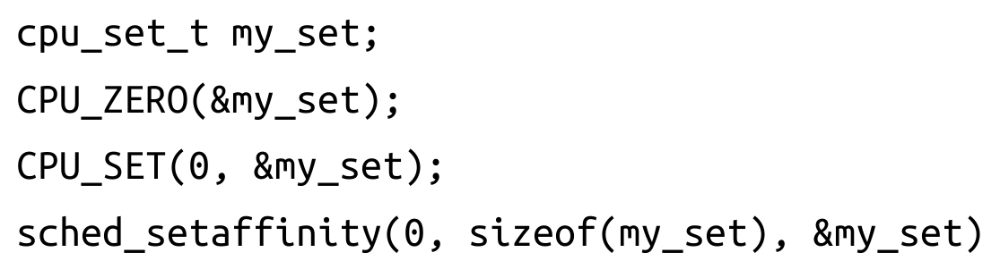 cpu_set_t my_set;
CPU_ZERO(&my_set);
CPU_SET(0, &my_set);
sched_setaffinity(0, sizeof(my_set), &my_set)